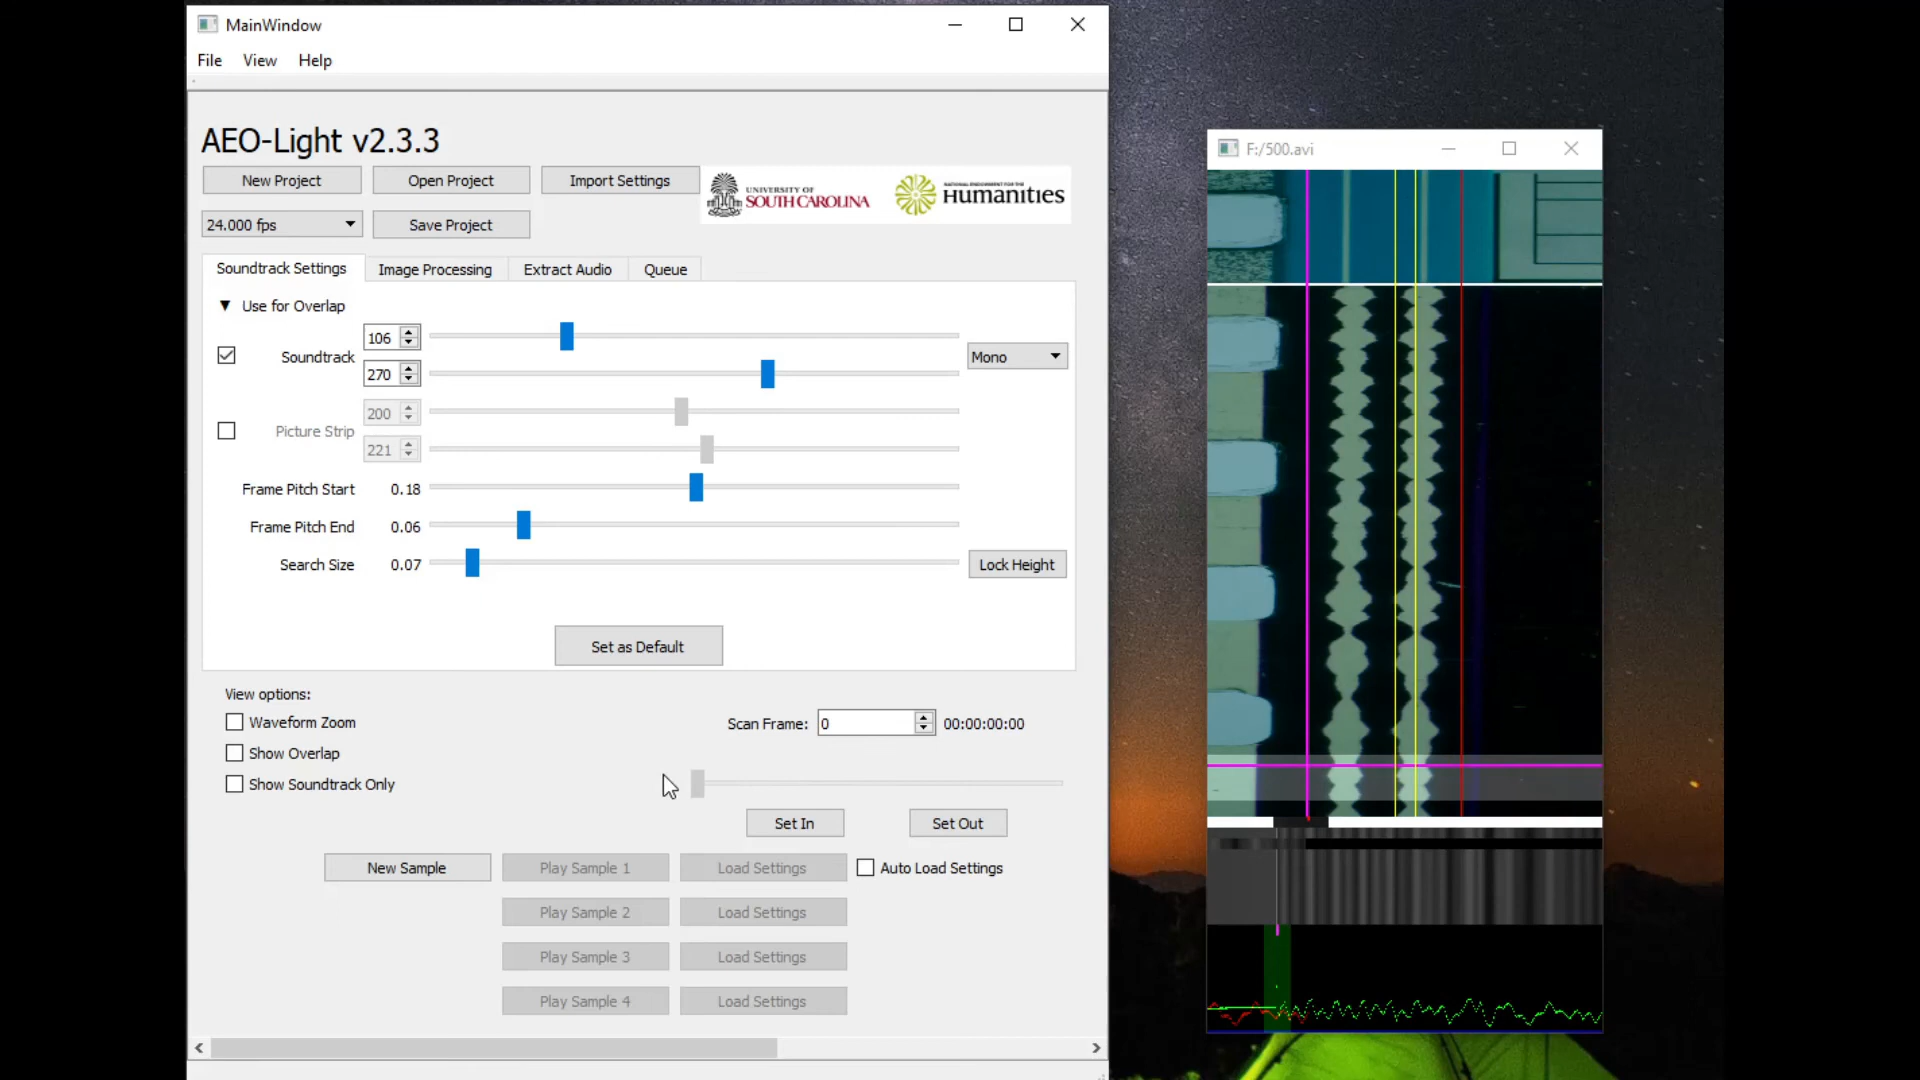 MainWindow
File View Help
AEO-Light v2.3.3
New Project Open Project Import Settings
UNIVERSITY OF
SOUTH CAROLINA
NATIONAL ENDOWMENT FOR THE
Humanities
24.000 fps Save Project
Soundtrack Settings Image Processing Extract Audio Queue
Use for Overlap
106
Soundtrack Mono
270
200
Picture Strip
221
Frame Pitch Start 0.18
Frame Pitch End 0.06
Search Size 0.07 Lock Height
Set as Default
View options:
Waveform Zoom
Scan Frame: 0 00:00:00:00
Show Overlap
Show Soundtrack Only
Set In Set Out
New Sample Play Sample 1 Load Settings Auto Load Settings
Play Sample 2 Load Settings
Play Sample 3 Load Settings
Play Sample 4 Load Settings
F:/500.avi